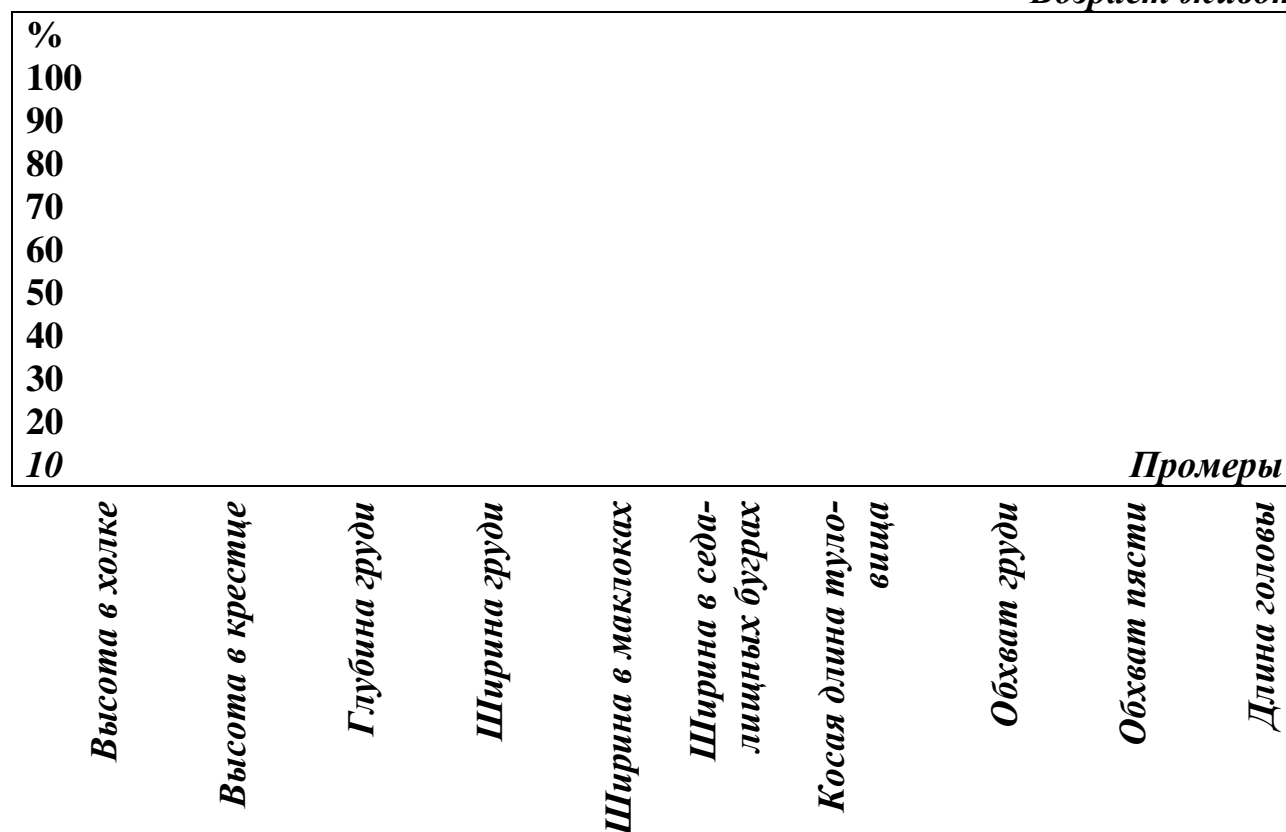 %
100
90
80
70
60
50
40
30
20
10
Промеры
Высота в холке
Высота в крестце
Глубина груди
Ширина груди
Ширина в маклоках
Ширина в седа-
лищных буграх
Косая длина туло-
вища
Обхват груди
Обхват пясти
Длина головы